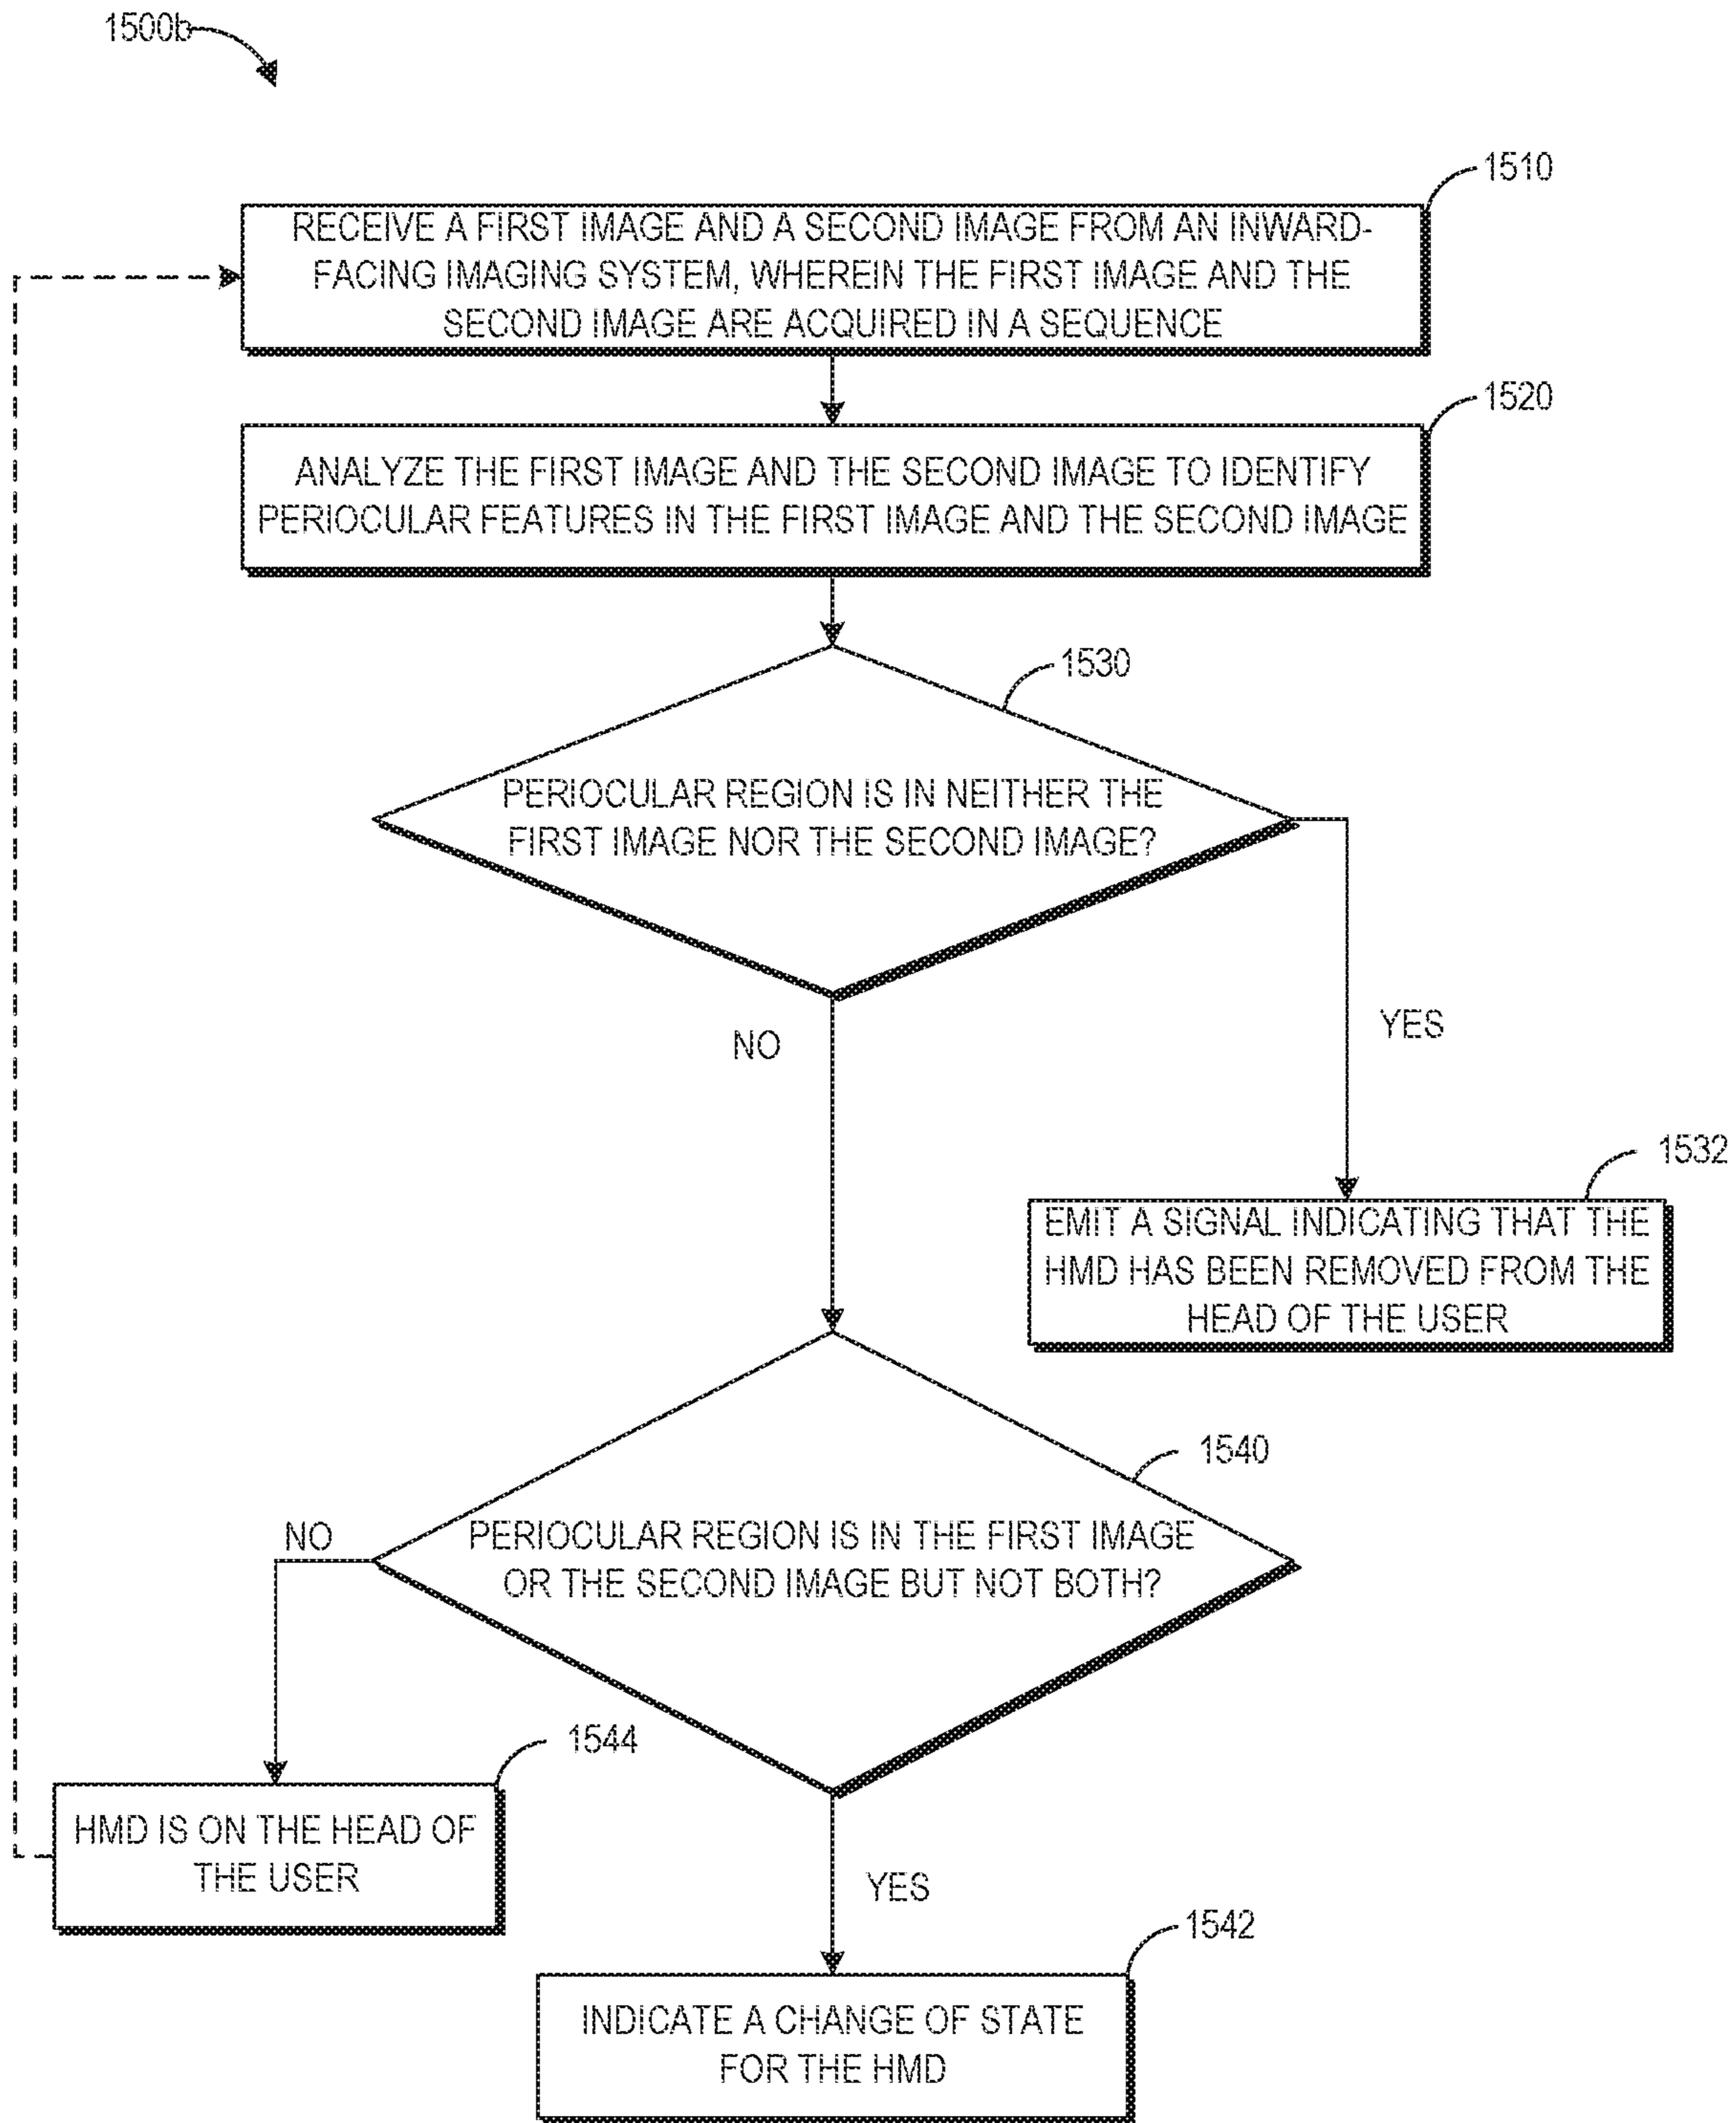 1500b
1510
RECEIVE A FIRST IMAGE AND A SECOND IMAGE FROM AN INWARD-
FACING IMAGING SYSTEM, WHEREIN THE FIRST IMAGE AND THE
SECOND IMAGE ARE ACQUIRED IN A SEQUENCE
1520
ANALYZE THE FIRST IMAGE AND THE SECOND IMAGE TO IDENTIFY
PERIOCULAR FEATURES IN THE FIRST IMAGE AND THE SECOND IMAGE
1530
PERIOCULAR REGION IS IN NEITHER THE
FIRST IMAGE NOR THE SECOND IMAGE?
YES
NO
1532
EMIT A SIGNAL INDICATING THAT THE
HMD HAS BEEN REMOVED FROM THE
HEAD OF THE USER
1540
PERIOCULAR REGION IS IN THE FIRST IMAGE
OR THE SECOND IMAGE BUT NOT BOTH?
NO
1544
HMD IS ON THE HEAD OF
THE USER
YES
1542
INDICATE A CHANGE OF STATE
FOR THE HMD